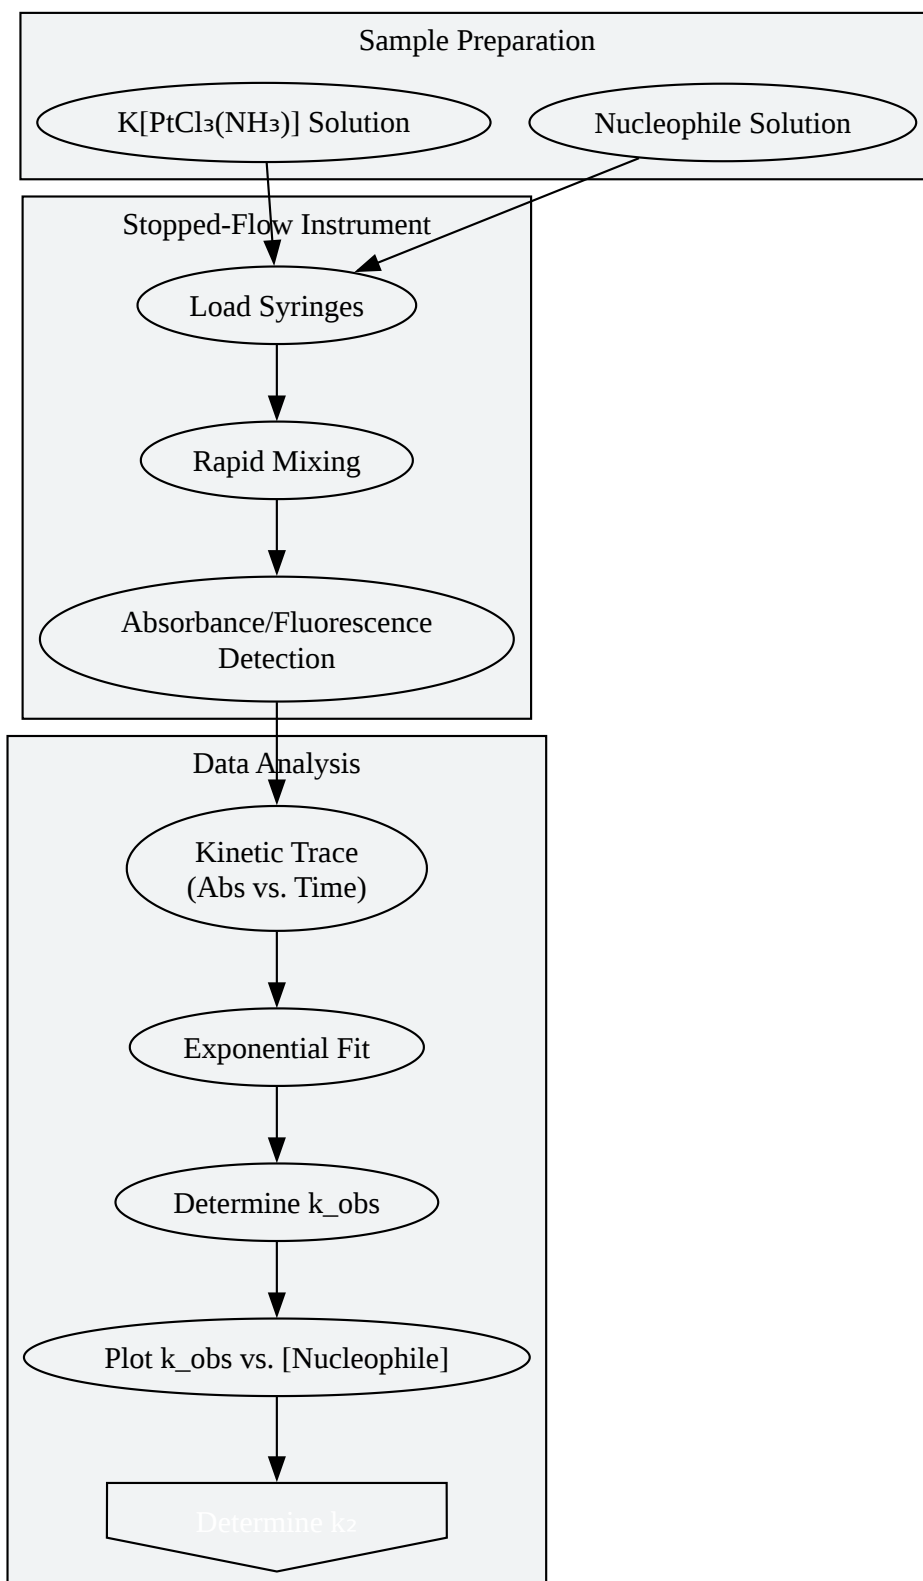 Sample Preparation
K[PtCl₃(NH₃)] Solution
Nucleophile Solution
Stopped-Flow Instrument
Load Syringes
Rapid Mixing
Absorbance/Fluorescence
Detection
Data Analysis
Kinetic Trace
(Abs vs. Time)
Exponential Fit
Determine k_obs
Plot k_obs vs. [Nucleophile]
Determine k₂